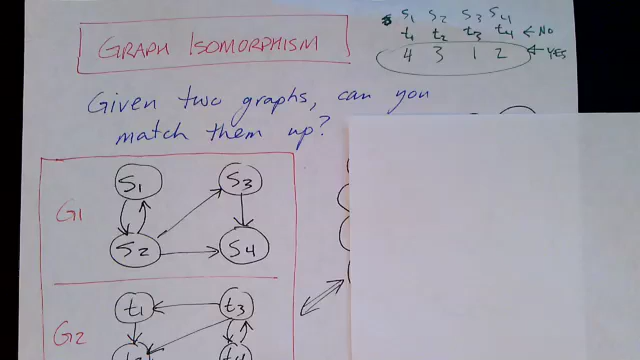 GRAPH ISOMORPHISM
S1 S2 S3 S4
t1 t2 t3 t4 ← NO
4 3 1 2 ← YES
Given two graphs, can you
match them up?
G1
S1
S3
S2
S4
G2
t1
t3
t4